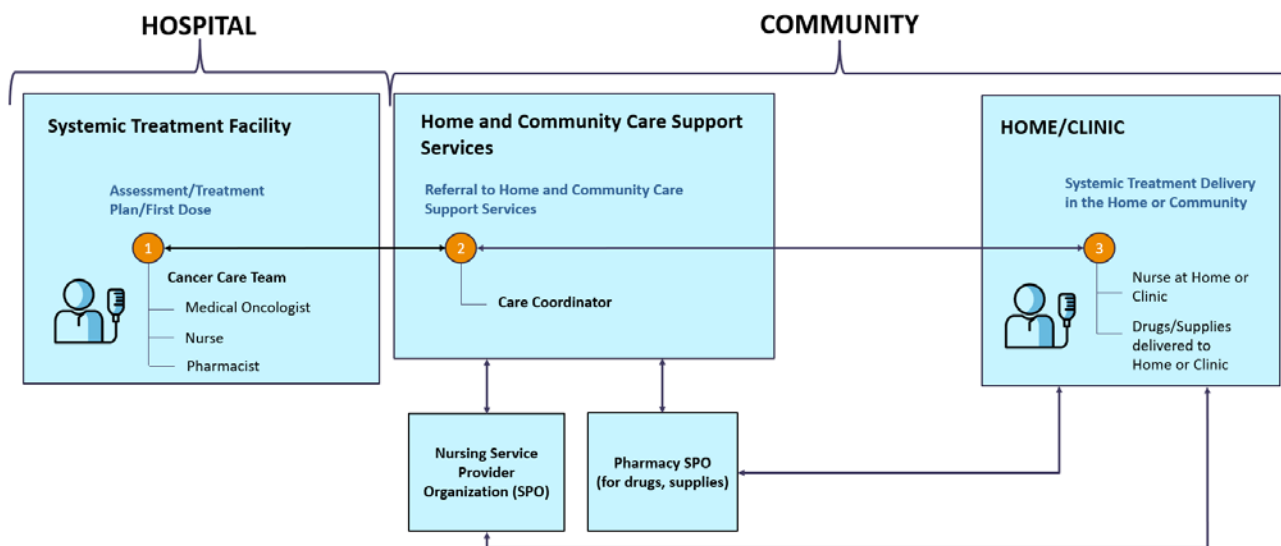 HOSPITAL
COMMUNITY
Systemic Treatment Facility
Assessment/Treatment
Plan/First Dose
1
Cancer Care Team
Medical Oncologist
Nurse
Pharmacist
Home and Community Care Support
Services
Referral to Home and Community Care
Support Services
2
Care Coordinator
HOME/CLINIC
Systemic Treatment Delivery
in the Home or Community
3
Nurse at Home or
Clinic
Drugs/Supplies
delivered to
Home or Clinic
Nursing Service
Provider
Organization (SPO)
Pharmacy SPO
(for drugs, supplies)